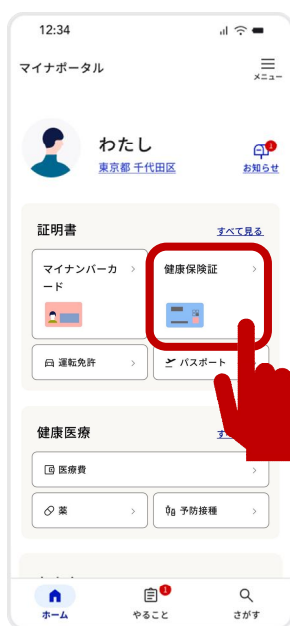 12:34
マイナポータル
メニュー
わたし
東京都 千代田区
1
お知らせ
証明書
すべて見る
マイナンバーカ
ード
健康保険証
運転免許
パスポート
健康医療
す
医療費
薬
予防接種
1
ホーム
やること
さがす